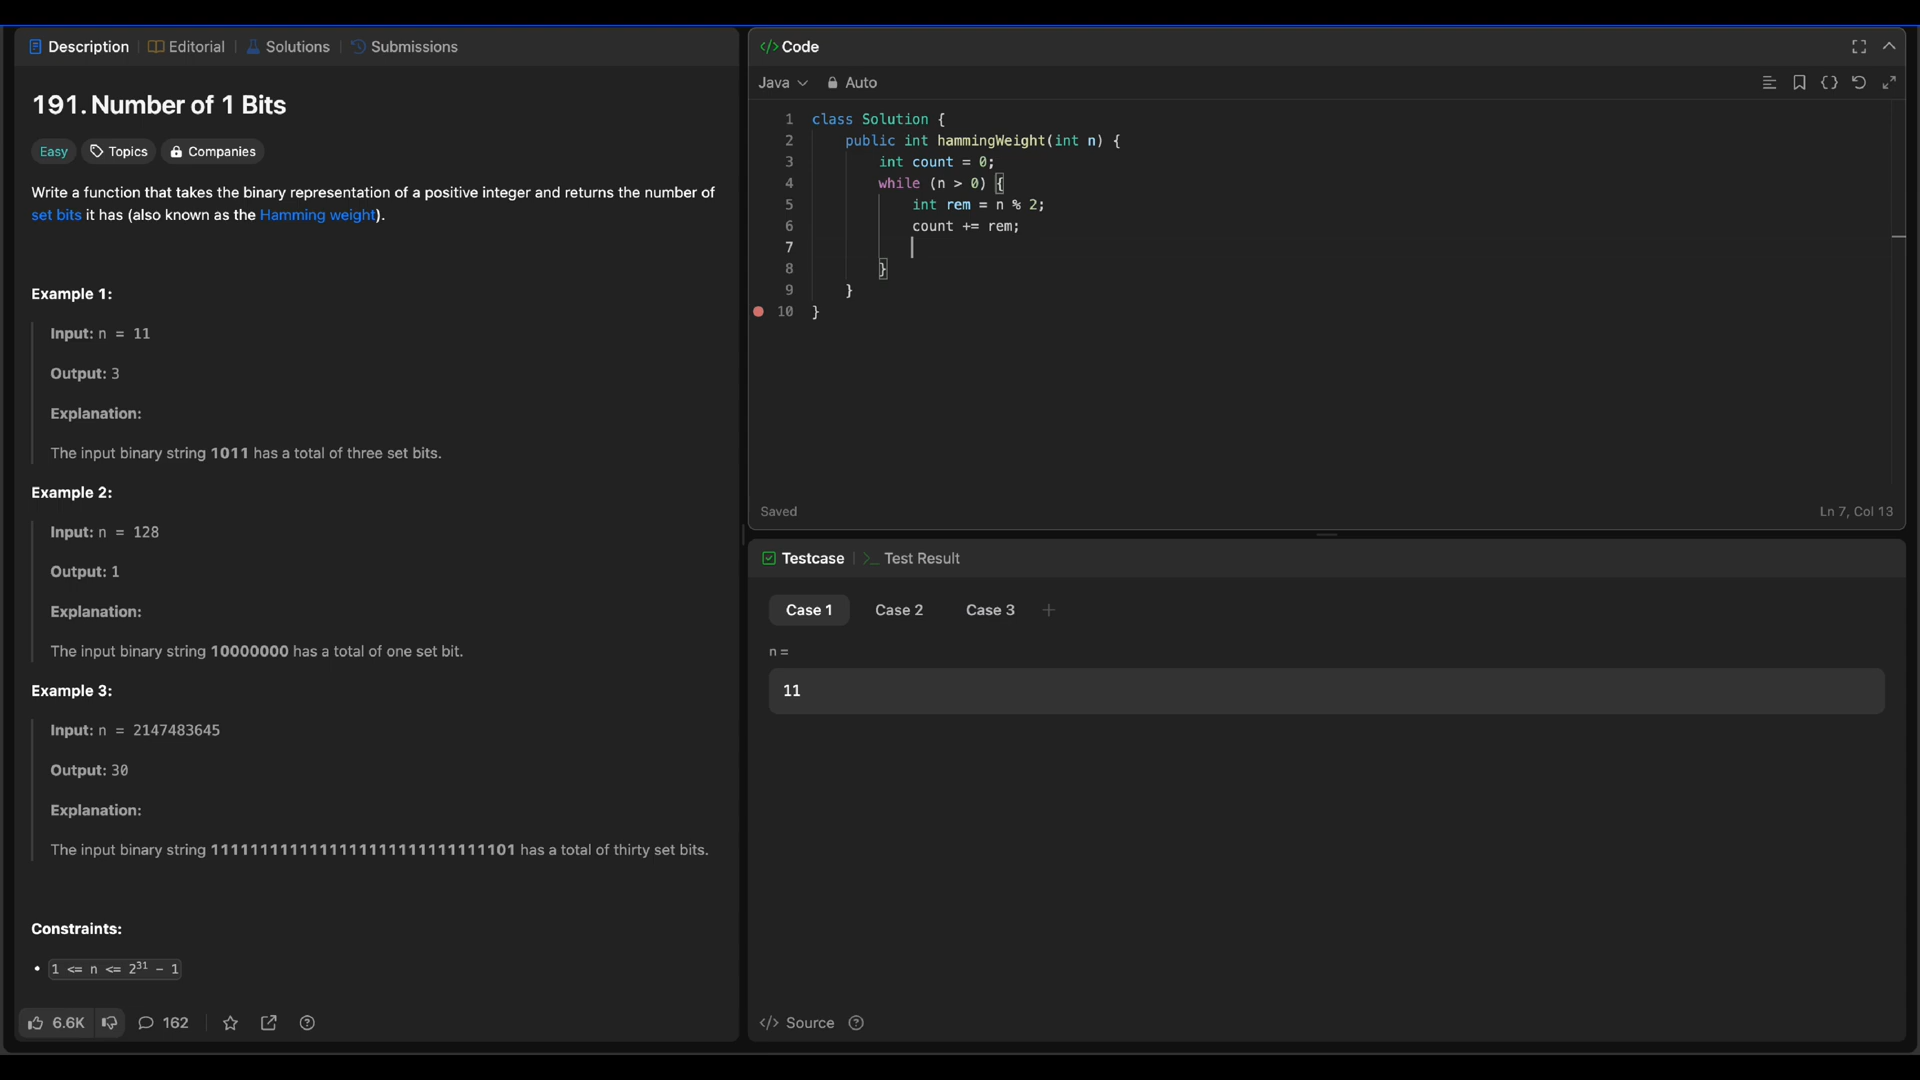 Description
Editorial
Solutions
Submissions
191. Number of 1 Bits
Easy
Topics
Companies
Write a function that takes the binary representation of a positive integer and returns the number of
set bits it has (also known as the Hamming weight).
Example 1:
Input: n = 11
Output: 3
Explanation:
The input binary string 1011 has a total of three set bits.
Example 2:
Input: n = 128
Output: 1
Explanation:
The input binary string 10000000 has a total of one set bit.
Example 3:
Input: n = 2147483645
Output: 30
Explanation:
The input binary string 1111111111111111111111111111101 has a total of thirty set bits.
Constraints:
• 1 <= n <= 2^31 - 1
6.6K
162
</> Code
Java
Auto
1 class Solution {
2 public int hammingWeight(int n) {
3 int count = 0;
4 while (n > 0) {
5 int rem = n % 2;
6 count += rem;
7
8 }
9 }
10 }
Saved
Ln 7, Col 13
Testcase
>_ Test Result
Case 1
Case 2
Case 3
+
n =
11
</> Source